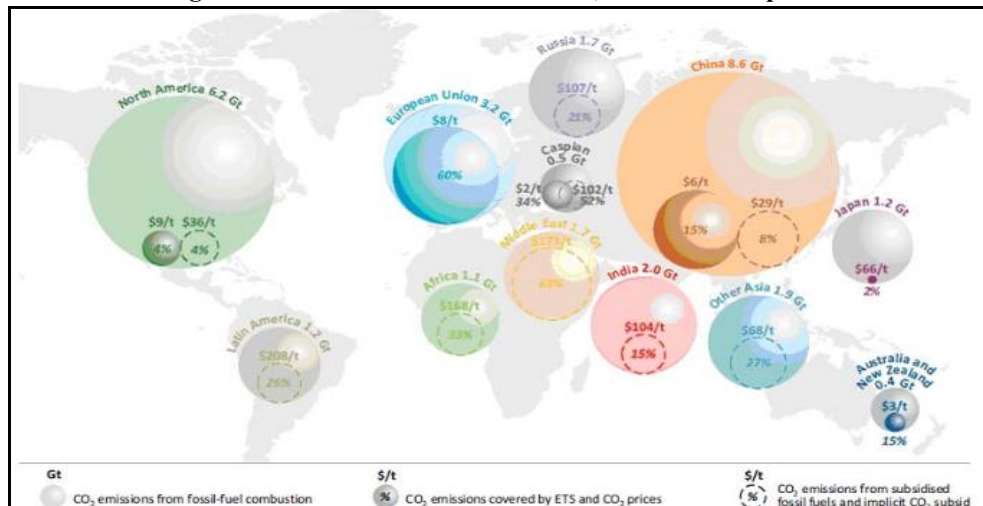 North America 6.2 Gt
$9/t $36/t
4% 4%
European Union 3.2 Gt
$8/t
60%
Russia 1.7 Gt
$107/t
21%
Caspian
0.5 Gt
$2/t $102/t
34% 52%
China 8.6 Gt
$6/t $29/t
15% 8%
Japan 1.2 Gt
$66/t
2%
Middle East 1.7 Gt
Africa 1.1 Gt
$168/t
33%
India 2.0 Gt
$104/t
15%
Other Asia 1.9 Gt
$68/t
27%
Latin America 1.2 Gt
$208/t
Australia and
New Zealand
0.4 Gt
$3/t
15%
Gt $/t $/t
CO₂ emissions from fossil-fuel combustion
% CO₂ emissions covered by ETS and CO₂ prices
% CO₂ emissions from subsidised
fossil fuels and implicit CO₂ subsid